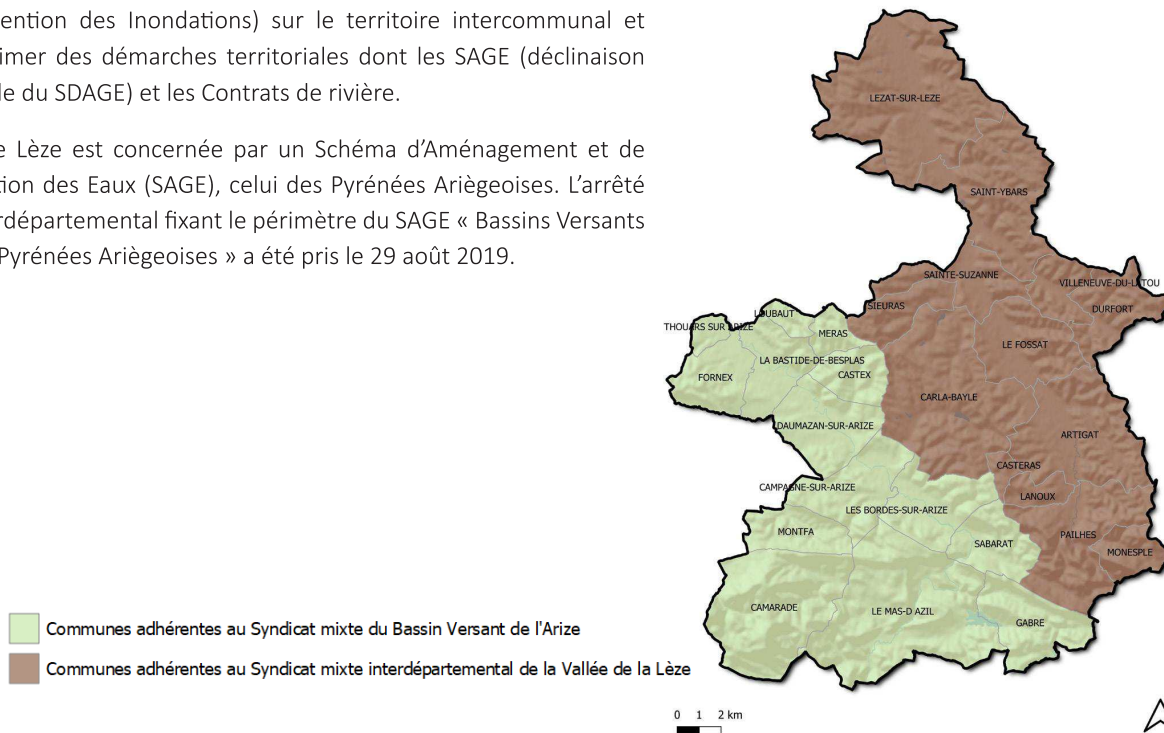 ention des Inondations) sur le territoire intercommunal et
imer des démarches territoriales dont les SAGE (déclinaison
le du SDAGE) et les Contrats de rivière.
e Lèze est concernée par un Schéma d’Aménagement et de
tion des Eaux (SAGE), celui des Pyrénées Ariègeoises. L’arrêté
rdépartemental fixant le périmètre du SAGE « Bassins Versants
Pyrénées Ariègeoises » a été pris le 29 août 2019.
LEZAT-SUR-LEZE
SAINT-YBARS
SAINTE-SUZANNE
VILLENEUVE-DU-LATOU
SIEURAS
DURFORT
LOUBAUT
THOUARS SUR ARIZE
MERAS
LE FOSSAT
LA BASTIDE-DE-BESPLAS
FORNEX
CASTEX
CARLA-BAYLE
DAUMAZAN-SUR-ARIZE
ARTIGAT
CASTERAS
CAMPAGNE-SUR-ARIZE
LANOUX
LES BORDES-SUR-ARIZE
MONTFA
PAILHES
SABARAT
MONESPLE
CAMARADE
LE MAS-D AZIL
GABRE
Communes adhérentes au Syndicat mixte du Bassin Versant de l'Arize
Communes adhérentes au Syndicat mixte interdépartemental de la Vallée de la Lèze
0 1 2 km